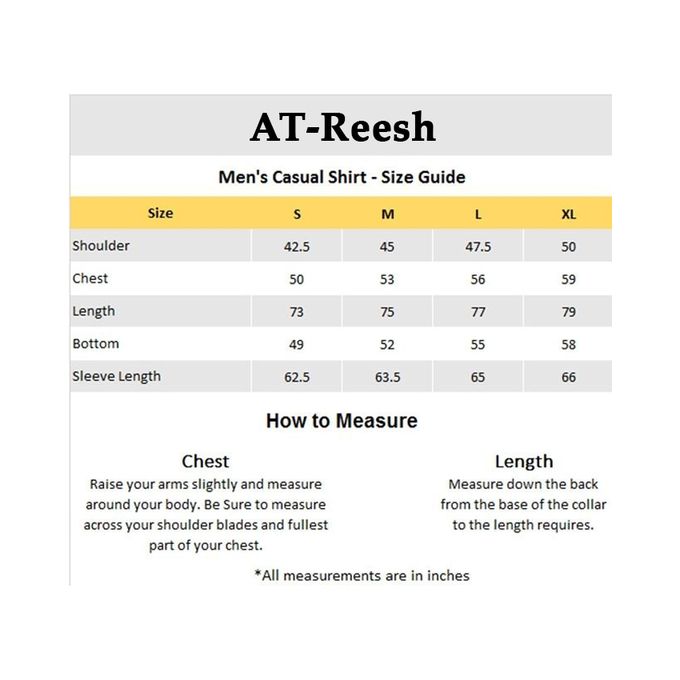 AT-Reesh
Men's Casual Shirt - Size Guide
Size S M L XL
Shoulder 42.5 45 47.5 50
Chest 50 53 56 59
Length 73 75 77 79
Bottom 49 52 55 58
Sleeve Length 62.5 63.5 65 66
How to Measure
Chest
Raise your arms slightly and measure
around your body. Be Sure to measure
across your shoulder blades and fullest
part of your chest.
Length
Measure down the back
from the base of the collar
to the length requires.
*All measurements are in inches